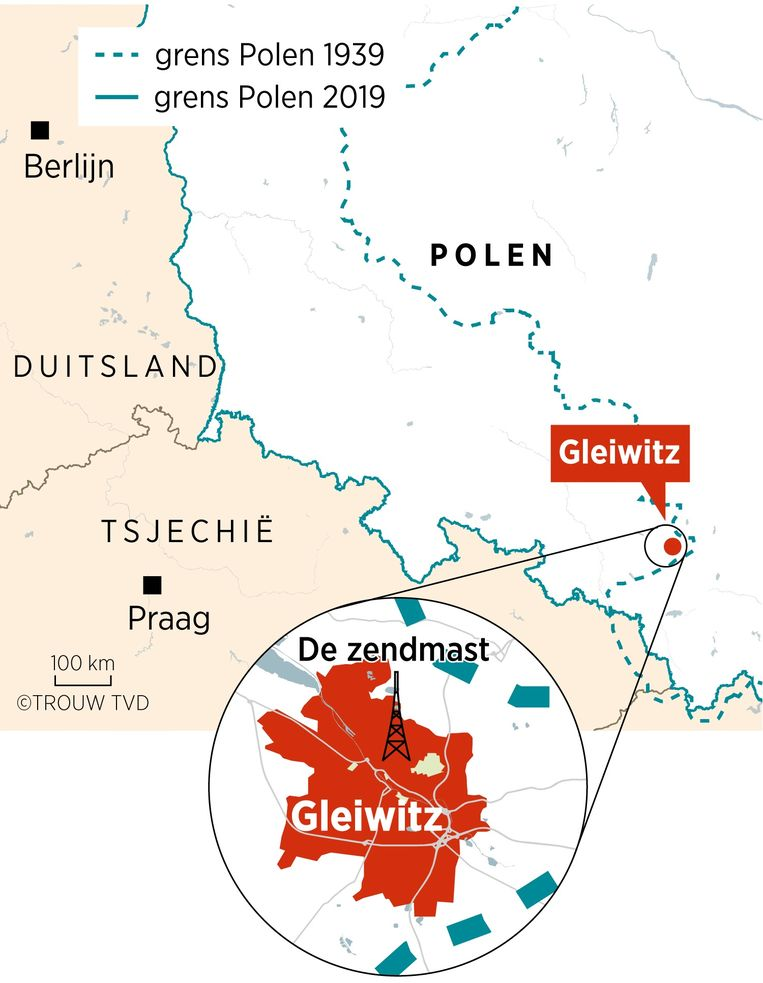 grens Polen 1939
grens Polen 2019
Berlijn
POLEN
DUITSLAND
Gleiwitz
TSJECHIË
Praag
De zendmast
100 km
©TROUW TVD
Gleiwitz